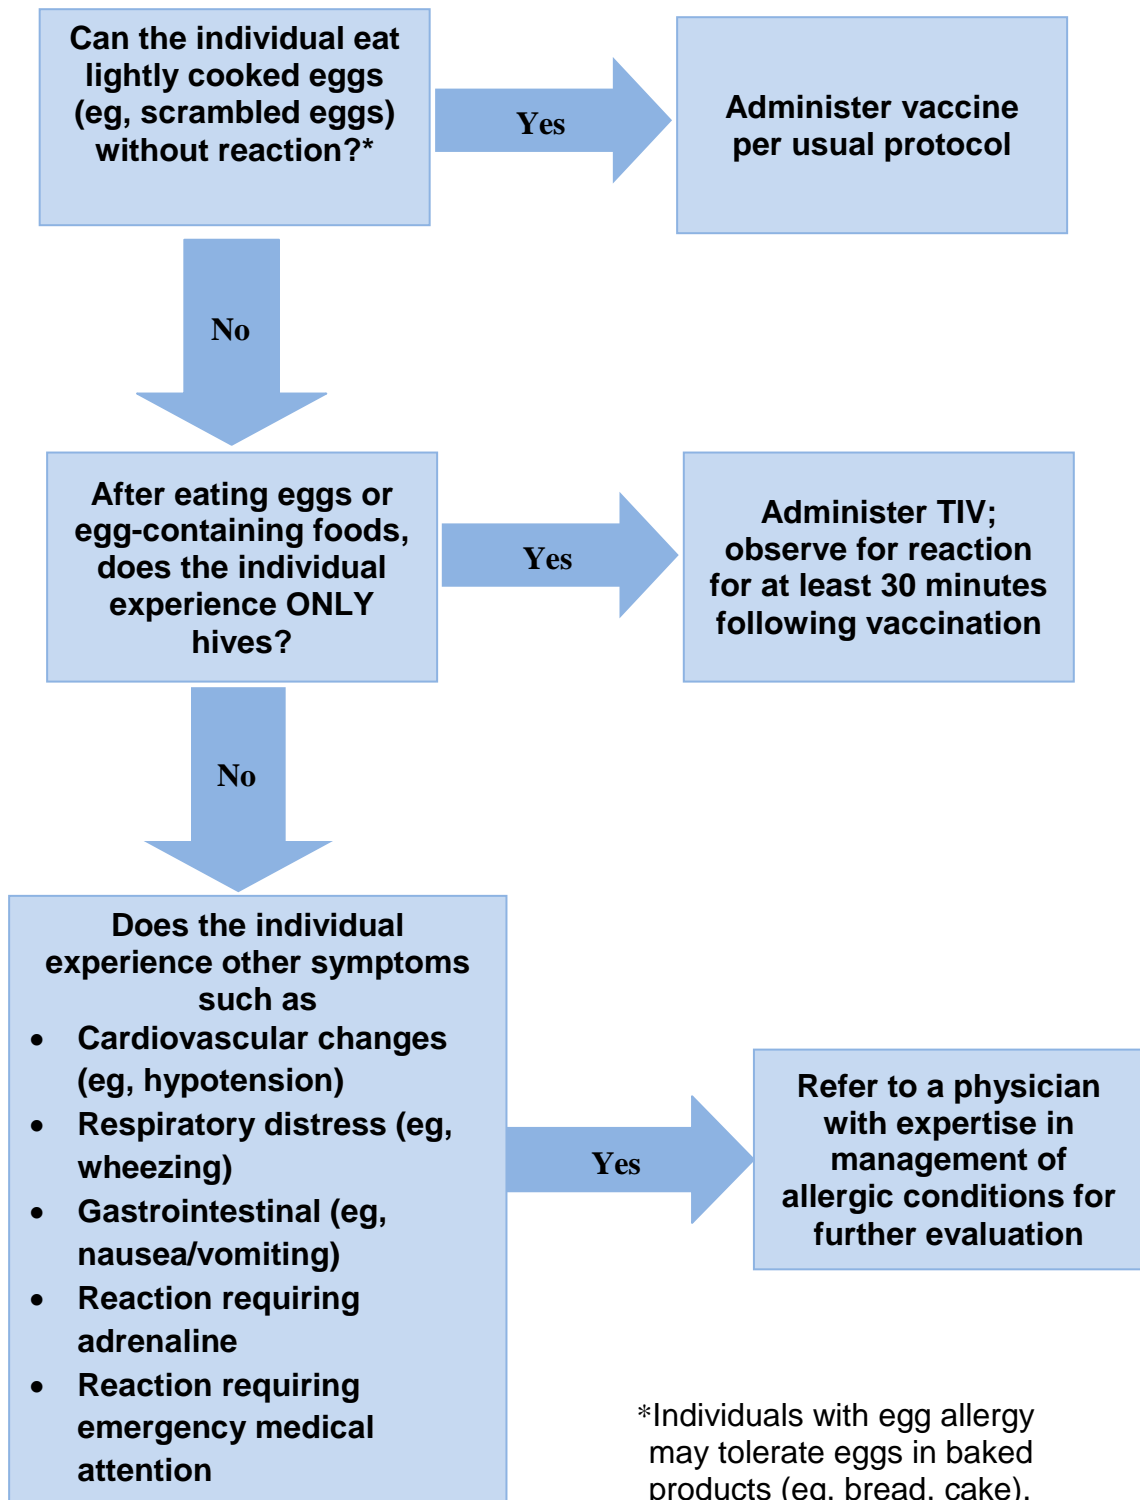 Can the individual eat
lightly cooked eggs
(eg, scrambled eggs)
without reaction?*
Yes
Administer vaccine
per usual protocol
No
After eating eggs or
egg-containing foods,
does the individual
experience ONLY
hives?
Yes
Administer TIV;
observe for reaction
for at least 30 minutes
following vaccination
No
Does the individual
experience other symptoms
such as
• Cardiovascular changes
(eg, hypotension)
• Respiratory distress (eg,
wheezing)
• Gastrointestinal (eg,
nausea/vomiting)
• Reaction requiring
adrenaline
• Reaction requiring
emergency medical
attention
Yes
Refer to a physician
with expertise in
management of
allergic conditions for
further evaluation
*Individuals with egg allergy
may tolerate eggs in baked
products (eg, bread, cake).